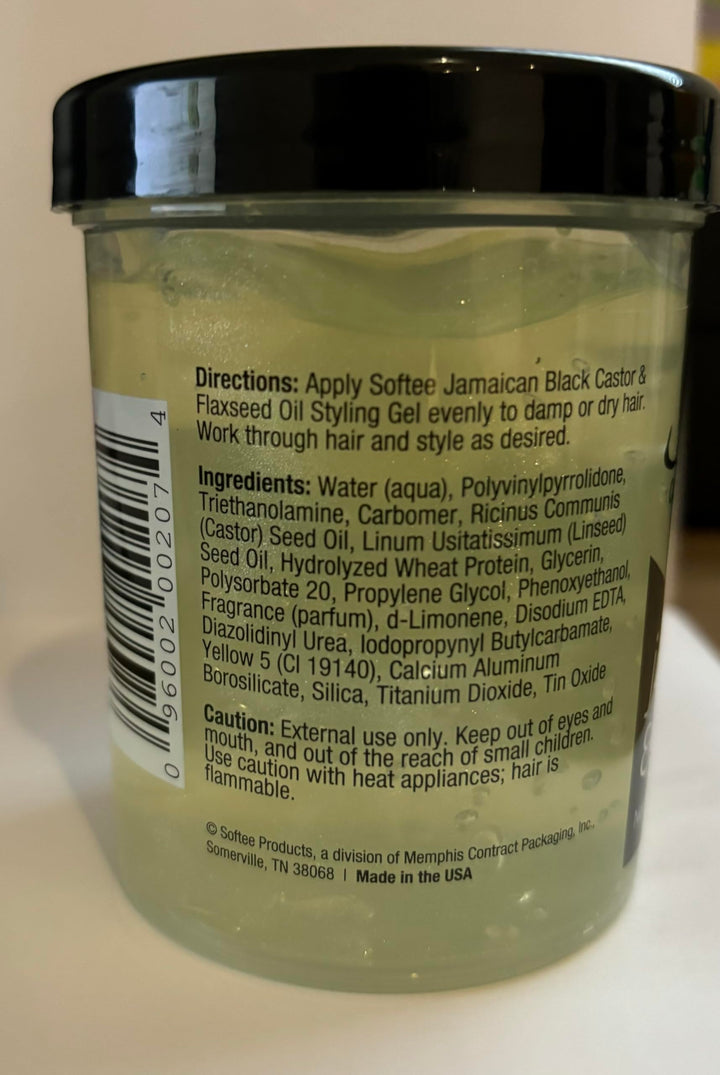 Directions: Apply Softee Jamaican Black Castor &
Flaxseed Oil Styling Gel evenly to damp or dry hair.
Work through hair and style as desired.
Ingredients: Water (aqua), Polyvinylpyrrolidone,
Triethanolamine, Carbomer, Ricinus Communis
(Castor) Seed Oil, Linum Usitatissimum (Linseed)
Seed Oil, Hydrolyzed Wheat Protein, Glycerin,
Polysorbate 20, Propylene Glycol, Phenoxyethanol,
Fragrance (parfum), d-Limonene, Disodium EDTA,
Diazolidinyl Urea, Iodopropynyl Butylcarbamate,
Yellow 5 (CI 19140), Calcium Aluminum
Borosilicate, Silica, Titanium Dioxide, Tin Oxide
Caution: External use only. Keep out of eyes and
mouth, and out of the reach of small children.
Use caution with heat appliances; hair is
flammable.
© Softee Products, a division of Memphis Contract Packaging, Inc.,
Somerville, TN 38068 | Made in the USA
0 96002 00207 4